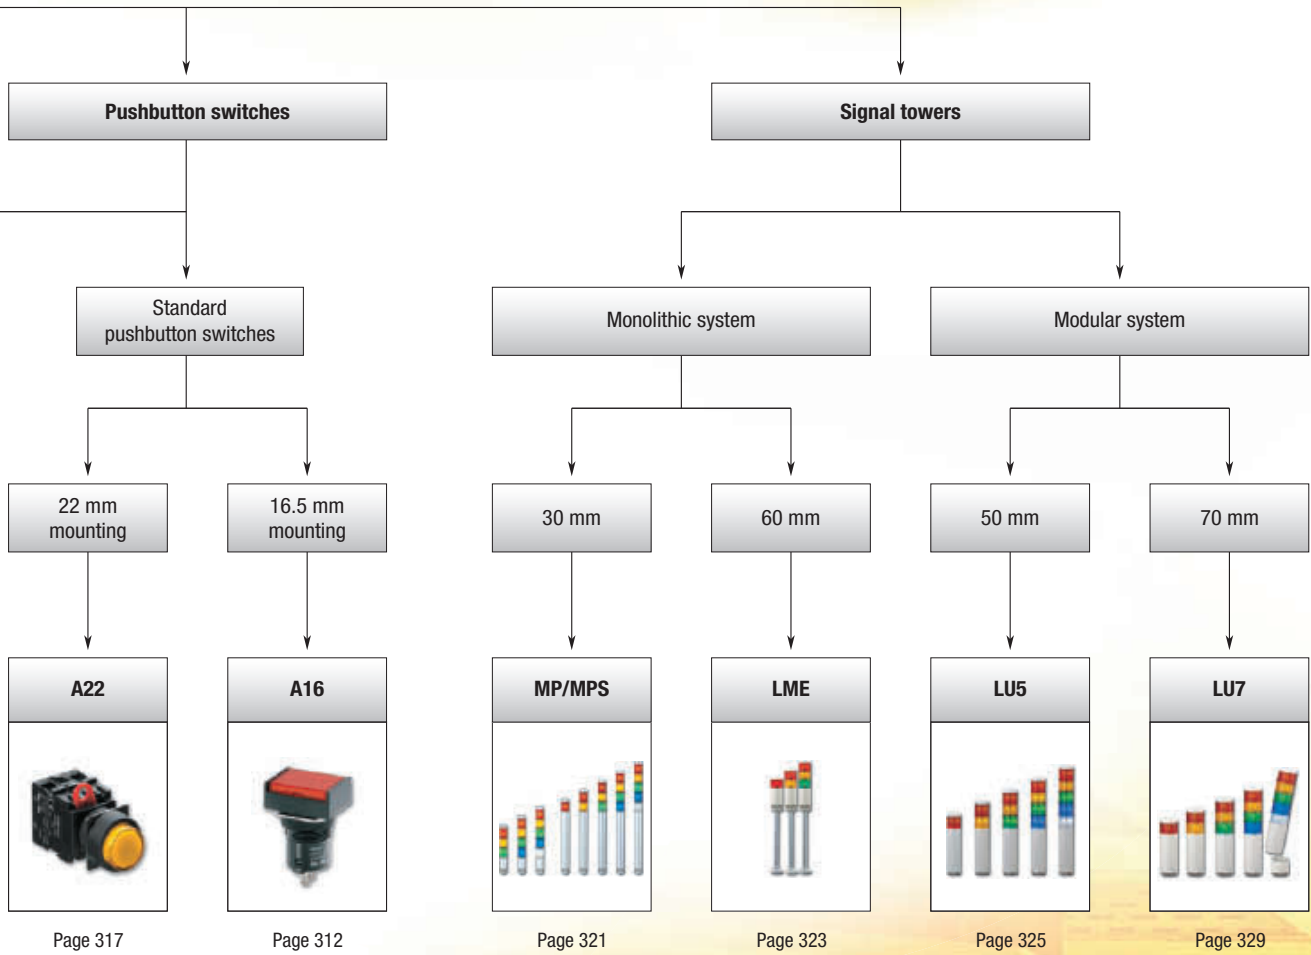 Pushbutton switches
Signal towers
Standard
pushbutton switches
Monolithic system
Modular system
22 mm
mounting
16.5 mm
mounting
30 mm
60 mm
50 mm
70 mm
A22
A16
MP/MPS
LME
LU5
LU7
Page 317
Page 312
Page 321
Page 323
Page 325
Page 329